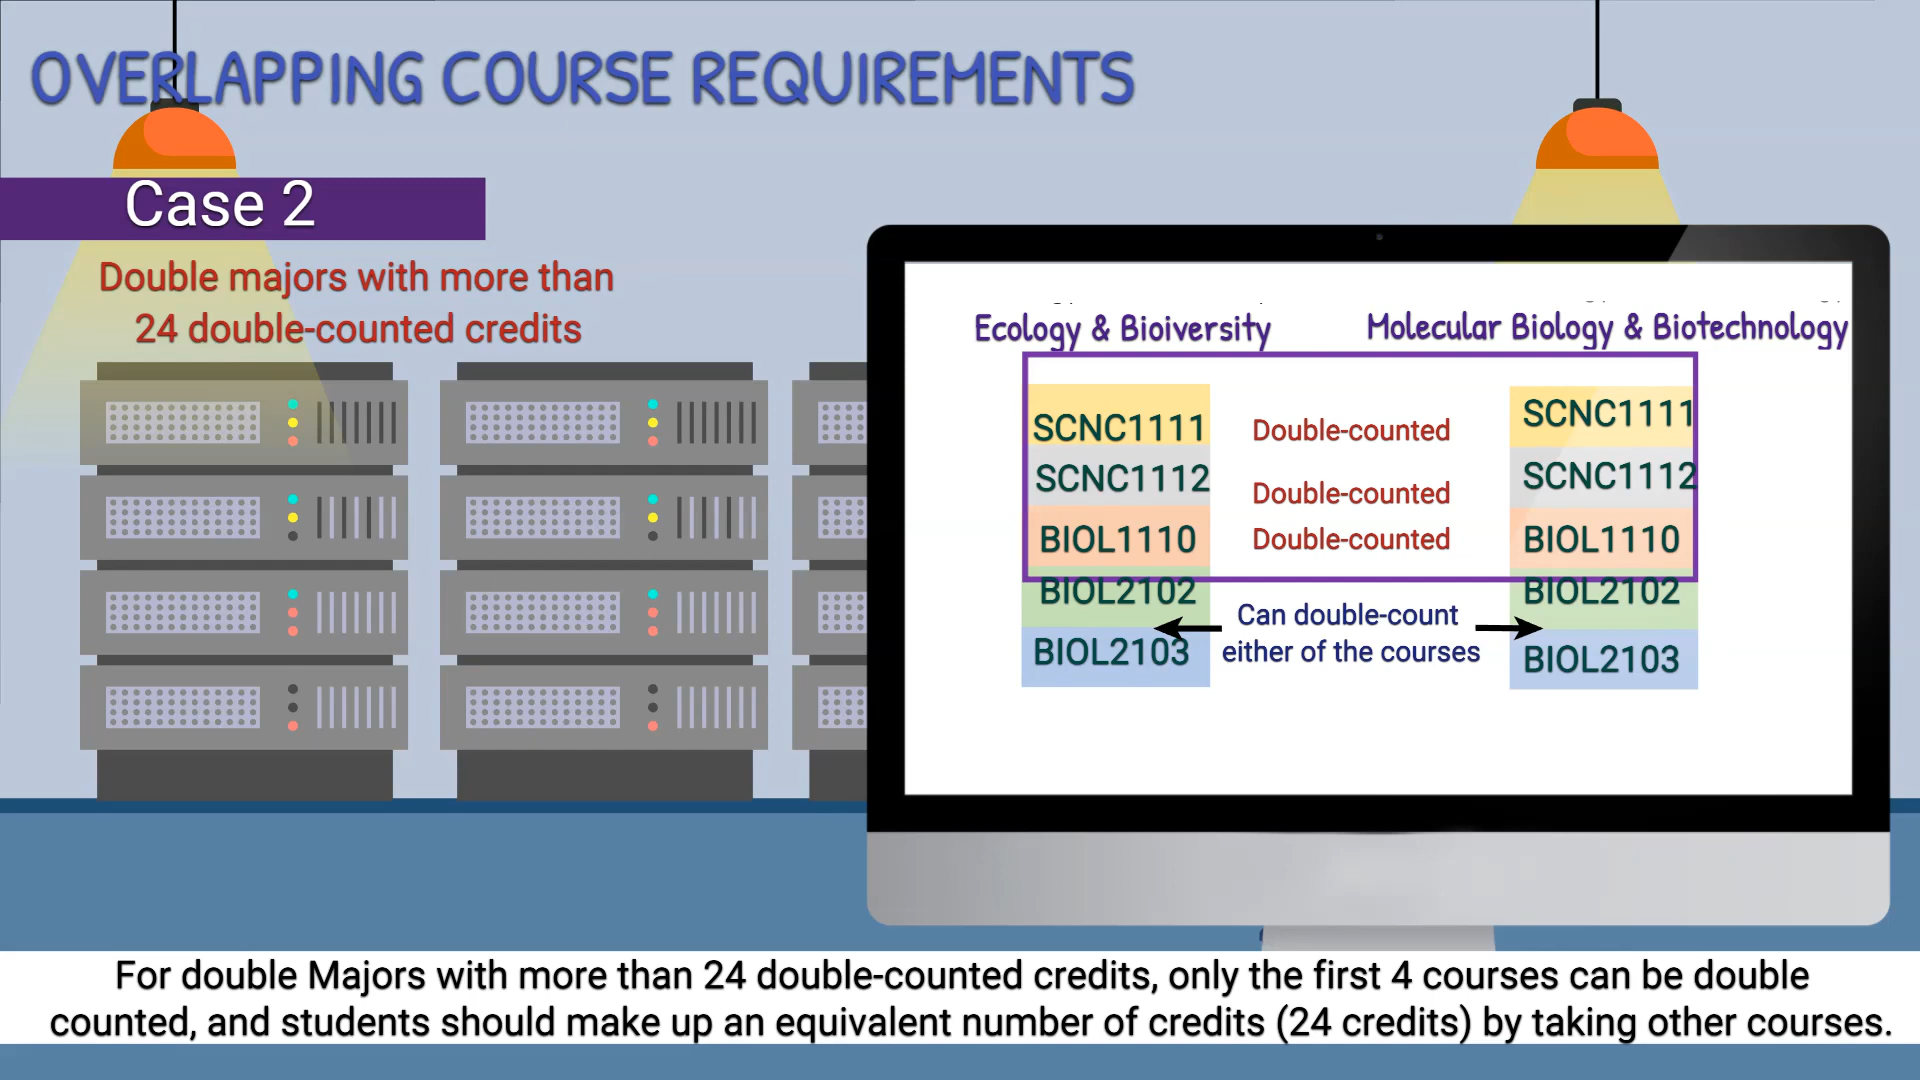 OVERLAPPING COURSE REQUIREMENTS
Case 2
Double majors with more than
24 double-counted credits
Ecology & Bioiversity
Molecular Biology & Biotechnology
SCNC1111 Double-counted SCNC1111
SCNC1112 Double-counted SCNC1112
BIOL1110 Double-counted BIOL1110
BIOL2102 BIOL2102
Can double-count
either of the courses
BIOL2103 BIOL2103
For double Majors with more than 24 double-counted credits, only the first 4 courses can be double
counted, and students should make up an equivalent number of credits (24 credits) by taking other courses.